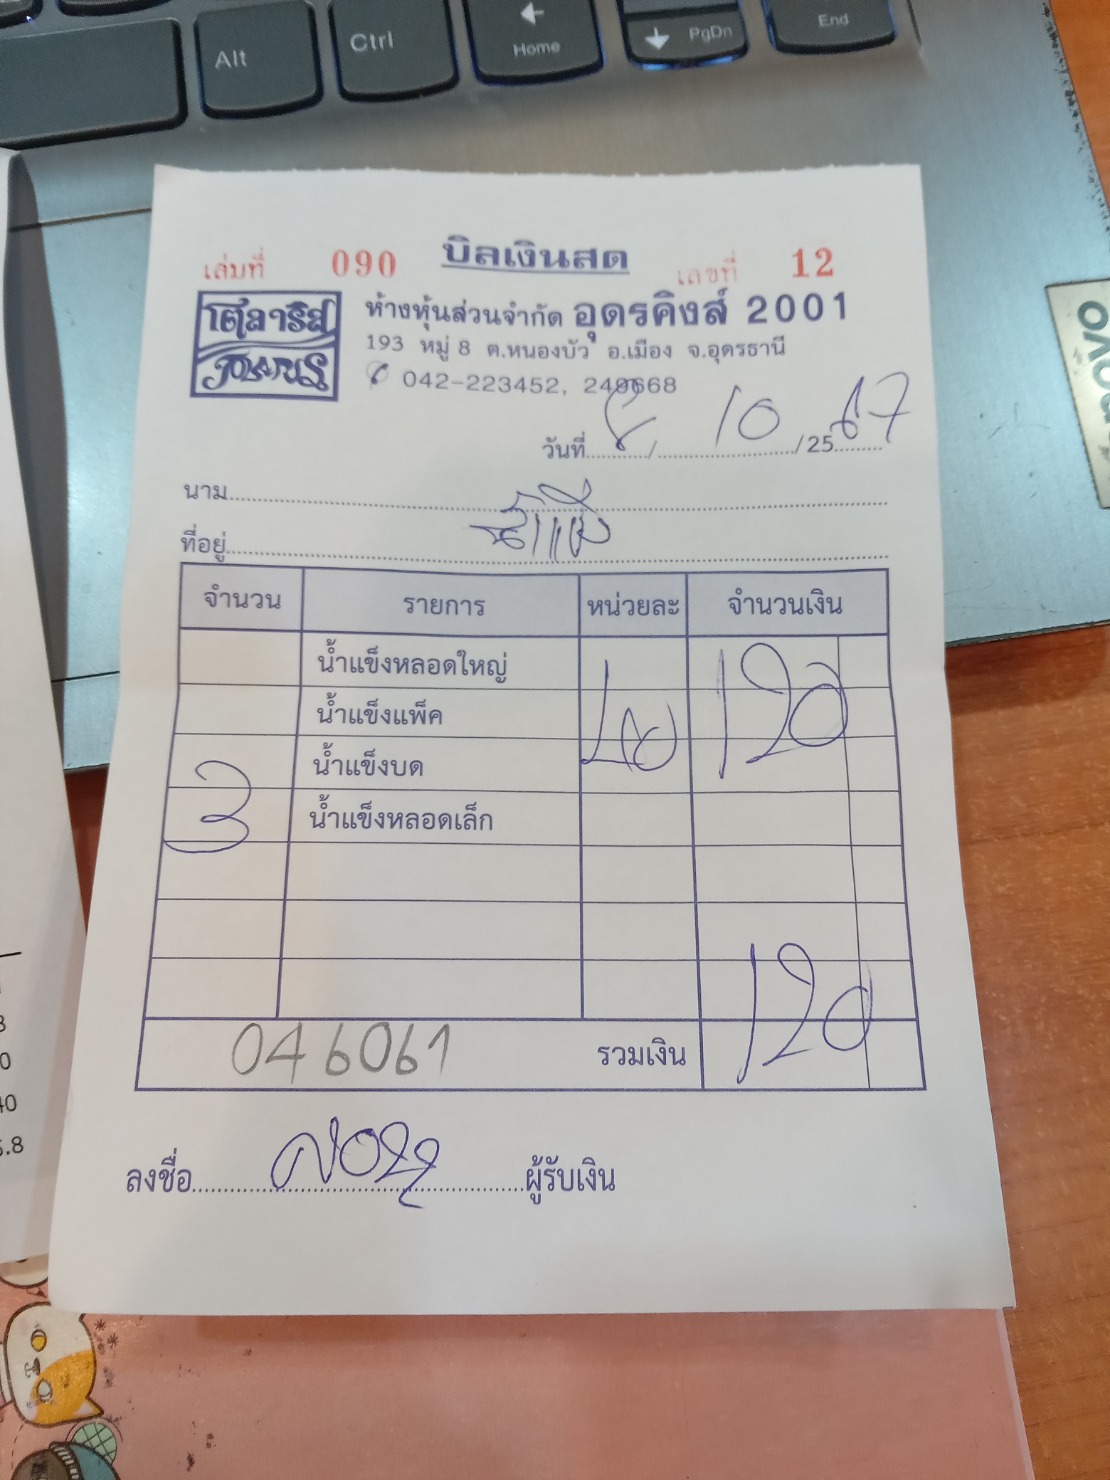 Alt Ctrl Home PgDn End
เล่มที่ 090 บิลเงินสด เลขที่ 12
โพลาริส ห้างหุ้นส่วนจำกัด อุดรคิงส์ 2001
POLARIS 193 หมู่ 8 ต.หนองบัว อ.เมือง จ.อุดรธานี
042-223452, 249668
วันที่ 8 / 10 / 2567
นาม
ที่อยู่
จำนวน รายการ หน่วยละ จำนวนเงิน
น้ำแข็งหลอดใหญ่
น้ำแข็งแพ็ค 40 120
น้ำแข็งบด
3 น้ำแข็งหลอดเล็ก
046061 รวมเงิน 120
ลงชื่อ ผู้รับเงิน